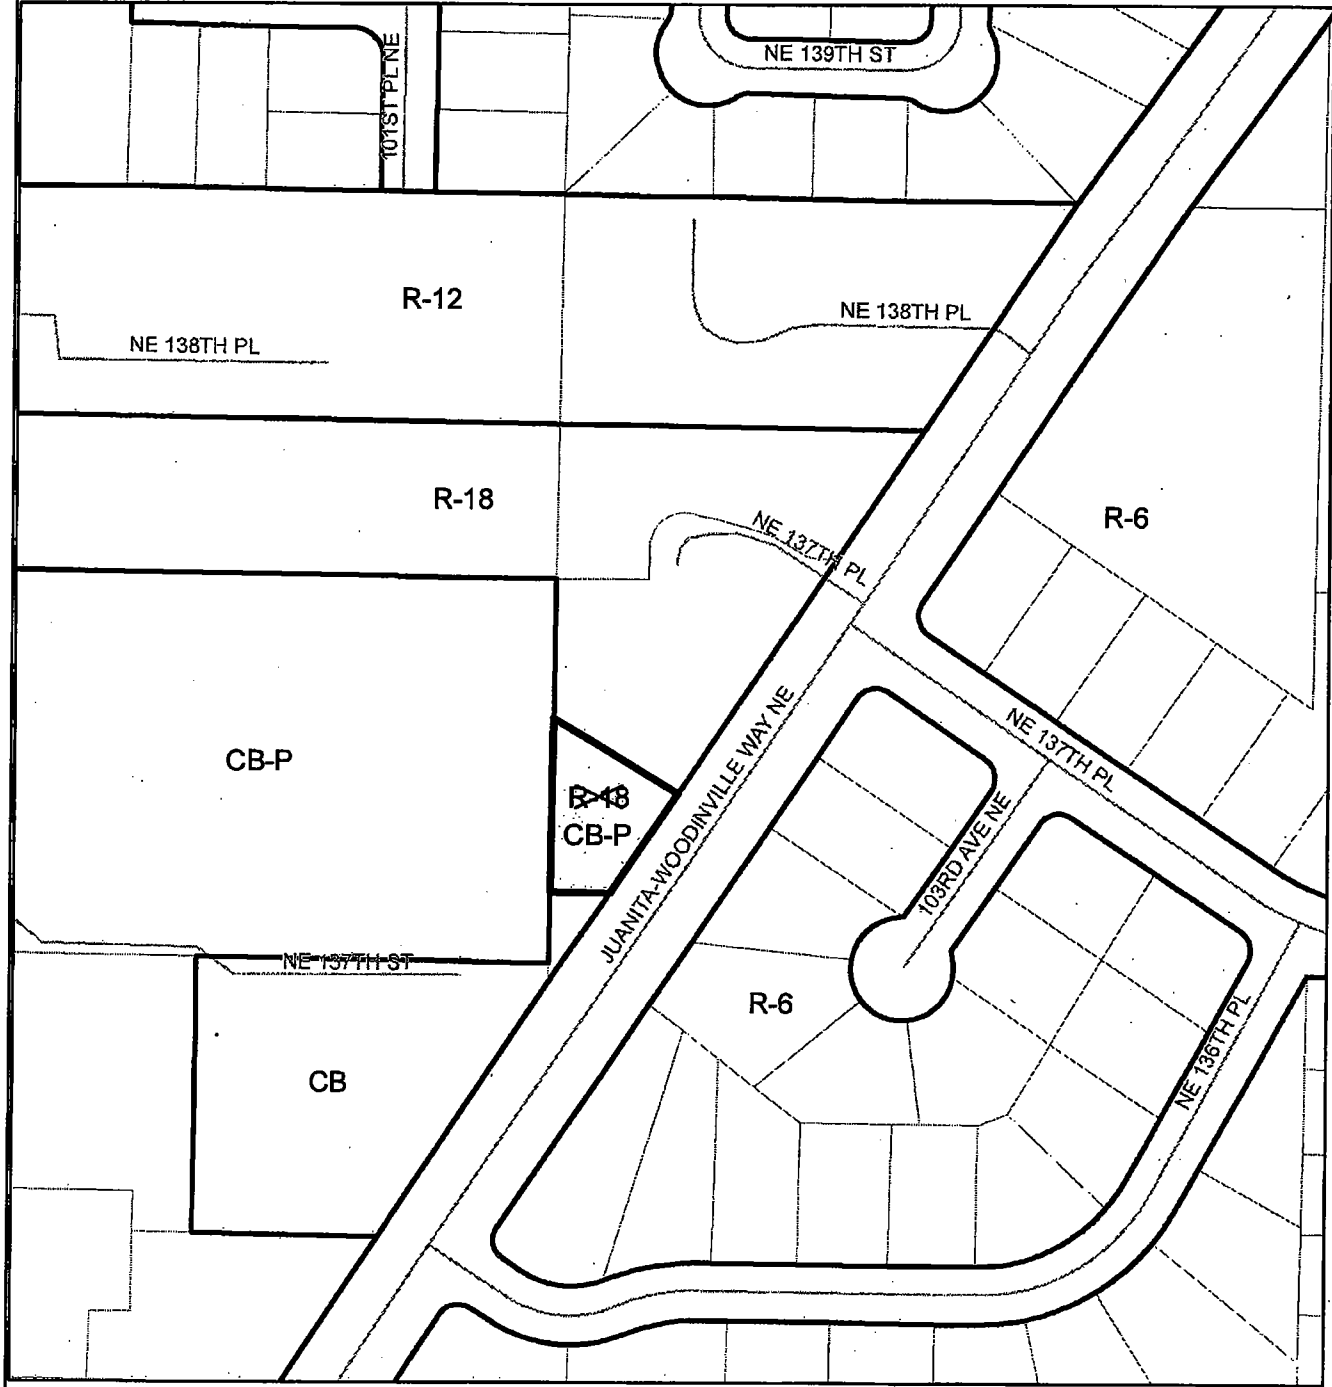 NE 139TH ST
101ST PL NE
R-12
NE 138TH PL
NE 138TH PL
R-18
NE 137TH PL
R-6
NE 137TH PL
CB-P
R-18
CB-P
JUANITA-WOODINVILLE WAY NE
103RD AVE NE
NE 137TH ST
R-6
NE 136TH PL
CB